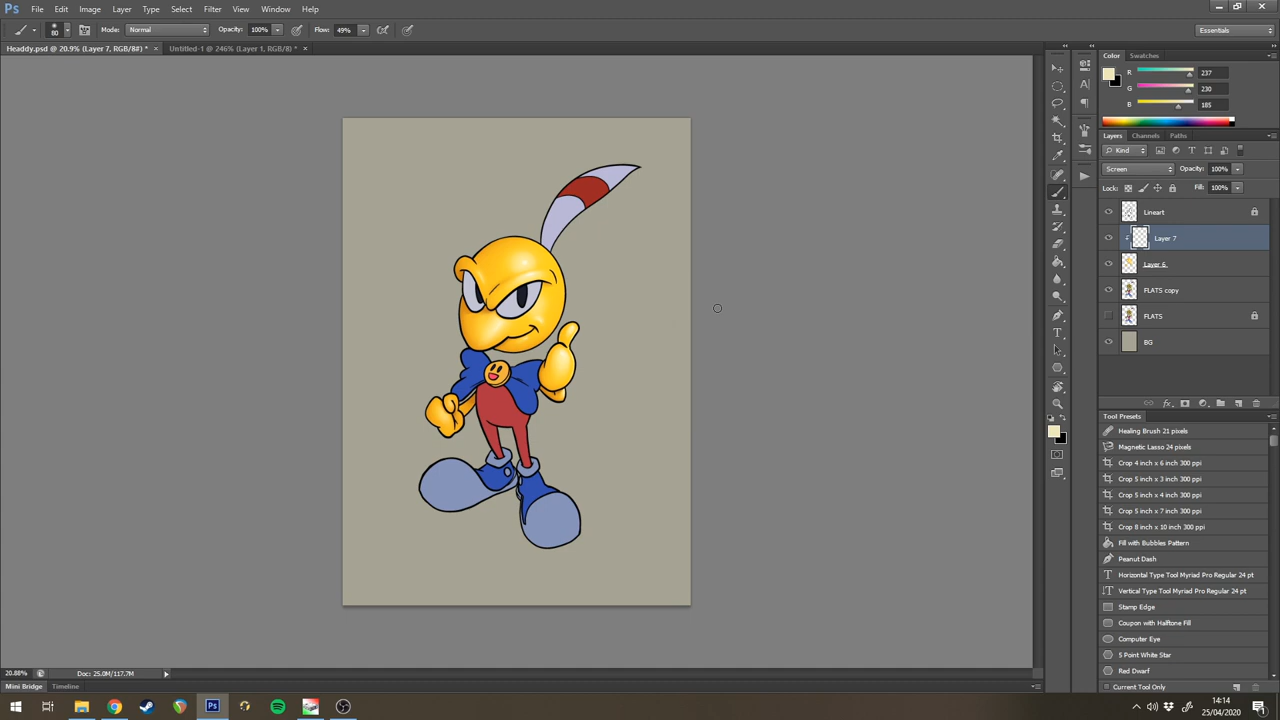 Ps File Edit Image Layer Type Select Filter View Window Help
80 Mode: Normal Opacity: 100% Flow: 49% Essentials
Headdy.psd @ 20.9% (Layer 7, RGB/8#) * × Untitled-1 @ 246% (Layer 1, RGB/8) * ×
Color Swatches
R 237
G 230
B 185
Layers Channels Paths
Kind
Screen Opacity: 100%
Lock: Fill: 100%
Lineart
Layer 7
Layer 6
FLATS copy
FLATS
BG
Tool Presets
Healing Brush 21 pixels
Magnetic Lasso 24 pixels
Crop 4 inch x 6 inch 300 ppi
Crop 5 inch x 3 inch 300 ppi
Crop 5 inch x 4 inch 300 ppi
Crop 5 inch x 7 inch 300 ppi
Crop 8 inch x 10 inch 300 ppi
Fill with Bubbles Pattern
Peanut Dash
Horizontal Type Tool Myriad Pro Regular 24 pt
Vertical Type Tool Myriad Pro Regular 24 pt
Stamp Edge
Coupon with Halftone Fill
Computer Eye
5 Point White Star
Red Dwarf
20.88% Doc: 25.0M/117.7M
Mini Bridge Timeline Current Tool Only
14:14
25/04/2020